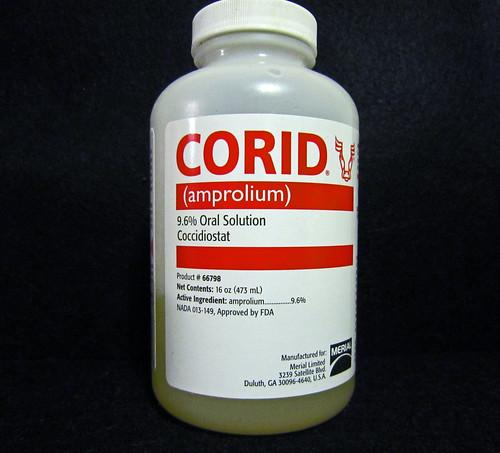 CORID®
(amprolium)
9.6% Oral Solution
Coccidiostat
Product # 66798
Net Contents: 16 oz (473 mL)
Active Ingredient: amprolium..............9.6%
NADA 013-149, Approved by FDA
Manufactured for:
Merial Limited
3239 Satellite Blvd.
Duluth, GA 30096-4640, U.S.A
MERIAL